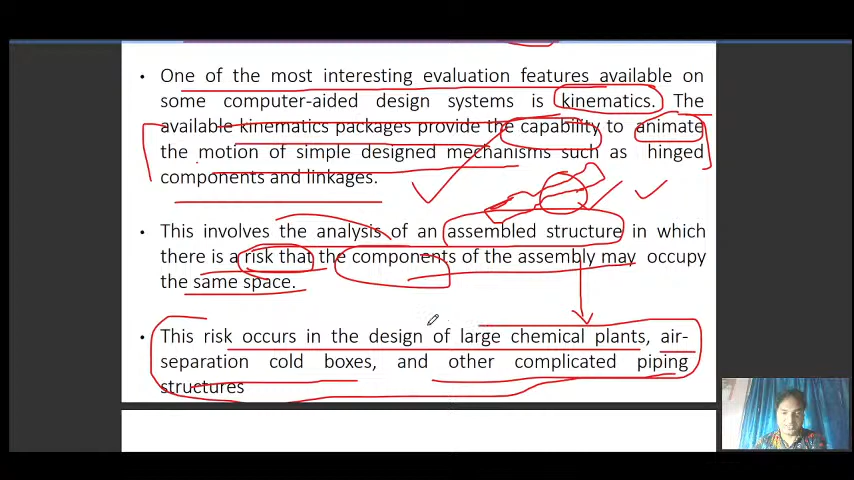 • One of the most interesting evaluation features available on
some computer-aided design systems is kinematics. The
available kinematics packages provide the capability to animate
the motion of simple designed mechanisms such as hinged
components and linkages.
• This involves the analysis of an assembled structure in which
there is a risk that the components of the assembly may occupy
the same space.
• This risk occurs in the design of large chemical plants, air-
separation cold boxes, and other complicated piping
structures